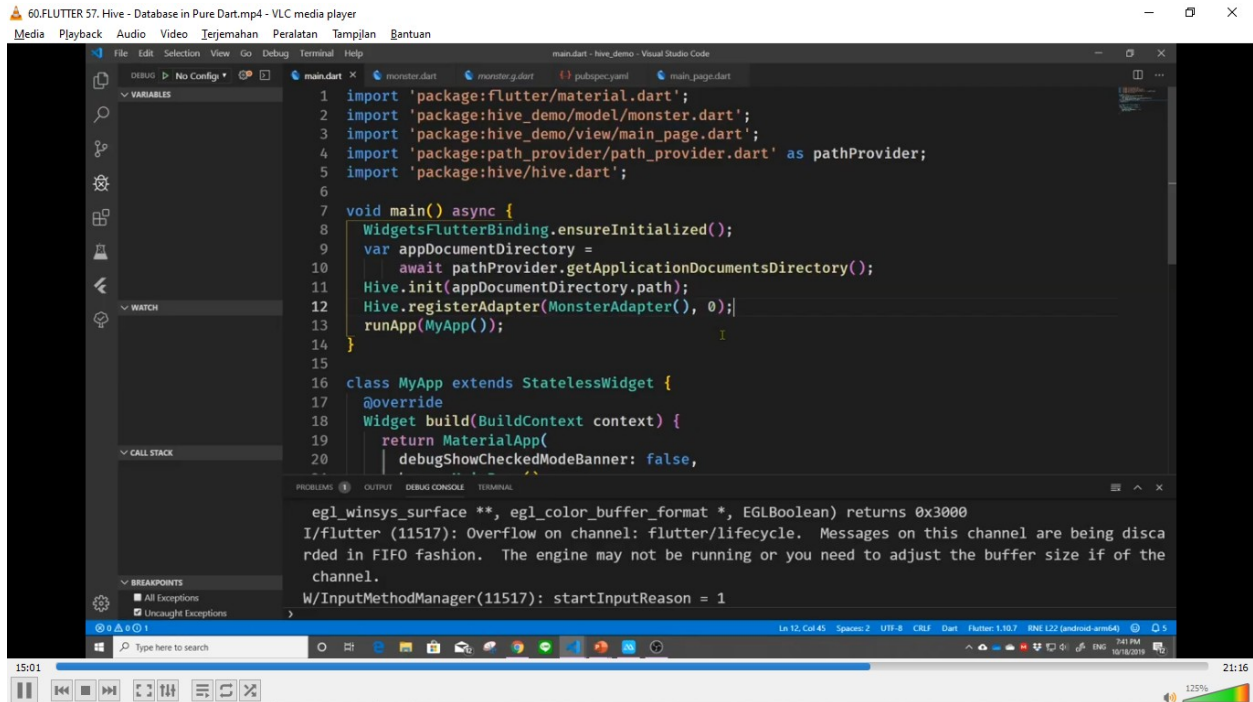 60.FLUTTER 57. Hive - Database in Pure Dart.mp4 - VLC media player
Media Playback Audio Video Terjemahan Peralatan Tampilan Bantuan
File Edit Selection View Go Debug Terminal Help main.dart - hive_demo - Visual Studio Code
DEBUG No Config main.dart monster.dart monster.g.dart pubspec.yaml main_page.dart
VARIABLES
WATCH
CALL STACK
BREAKPOINTS
All Exceptions
Uncaught Exceptions
1 import 'package:flutter/material.dart';
2 import 'package:hive_demo/model/monster.dart';
3 import 'package:hive_demo/view/main_page.dart';
4 import 'package:path_provider/path_provider.dart' as pathProvider;
5 import 'package:hive/hive.dart';
6
7 void main() async {
8 WidgetsFlutterBinding.ensureInitialized();
9 var appDocumentDirectory =
10 await pathProvider.getApplicationDocumentsDirectory();
11 Hive.init(appDocumentDirectory.path);
12 Hive.registerAdapter(MonsterAdapter(), 0);
13 runApp(MyApp());
14 }
15
16 class MyApp extends StatelessWidget {
17 @override
18 Widget build(BuildContext context) {
19 return MaterialApp(
20 debugShowCheckedModeBanner: false,
PROBLEMS 1 OUTPUT DEBUG CONSOLE TERMINAL
egl_winsys_surface **, egl_color_buffer_format *, EGLBoolean) returns 0x3000
I/flutter (11517): Overflow on channel: flutter/lifecycle. Messages on this channel are being disca
rded in FIFO fashion. The engine may not be running or you need to adjust the buffer size if of the
channel.
W/InputMethodManager(11517): startInputReason = 1
0 0 1 Ln 12, Col 45 Spaces: 2 UTF-8 CRLF Dart Flutter: 1.10.7 RNE L22 (android-arm64) 5
Type here to search ENG 7:41 PM
10/18/2019
15:01 21:16
125%